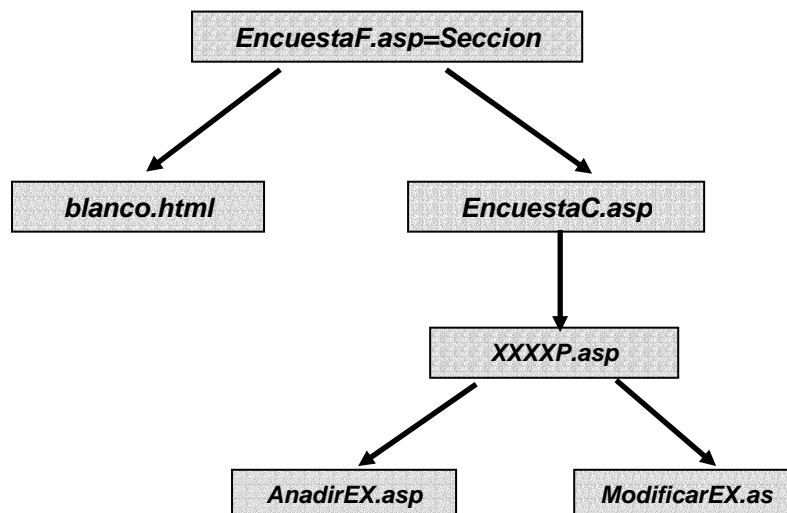 EncuestaF.asp=Seccion
blanco.html
EncuestaC.asp
XXXXP.asp
AnadirEX.asp
ModificarEX.as